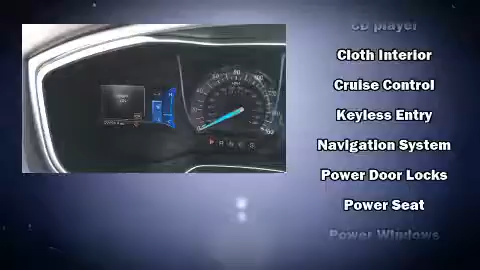 CD player
Cloth Interior
Cruise Control
Keyless Entry
Navigation System
Power Door Locks
Power Seat
Power Windows